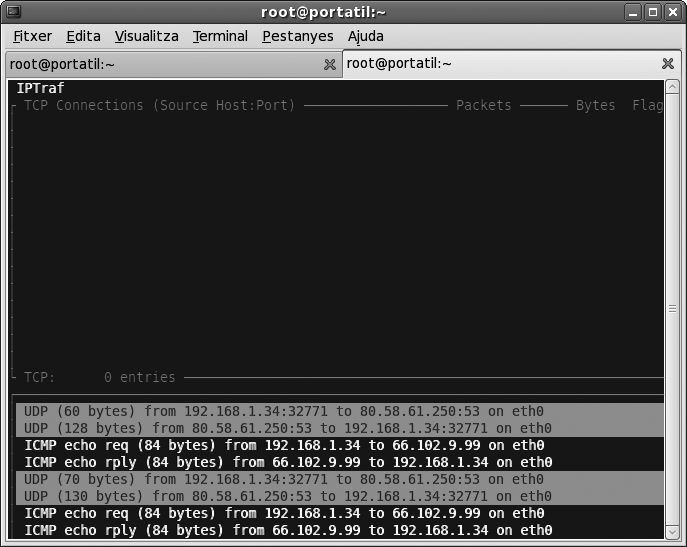 root@portatil:~
Fitxer Edita Visualitza Terminal Pestanyes Ajuda
root@portatil:~ root@portatil:~
IPTraf
TCP Connections (Source Host:Port) Packets Bytes Flag
TCP: 0 entries
UDP (60 bytes) from 192.168.1.34:32771 to 80.58.61.250:53 on eth0
UDP (128 bytes) from 80.58.61.250:53 to 192.168.1.34:32771 on eth0
ICMP echo req (84 bytes) from 192.168.1.34 to 66.102.9.99 on eth0
ICMP echo rply (84 bytes) from 66.102.9.99 to 192.168.1.34 on eth0
UDP (70 bytes) from 192.168.1.34:32771 to 80.58.61.250:53 on eth0
UDP (130 bytes) from 80.58.61.250:53 to 192.168.1.34:32771 on eth0
ICMP echo req (84 bytes) from 192.168.1.34 to 66.102.9.99 on eth0
ICMP echo rply (84 bytes) from 66.102.9.99 to 192.168.1.34 on eth0